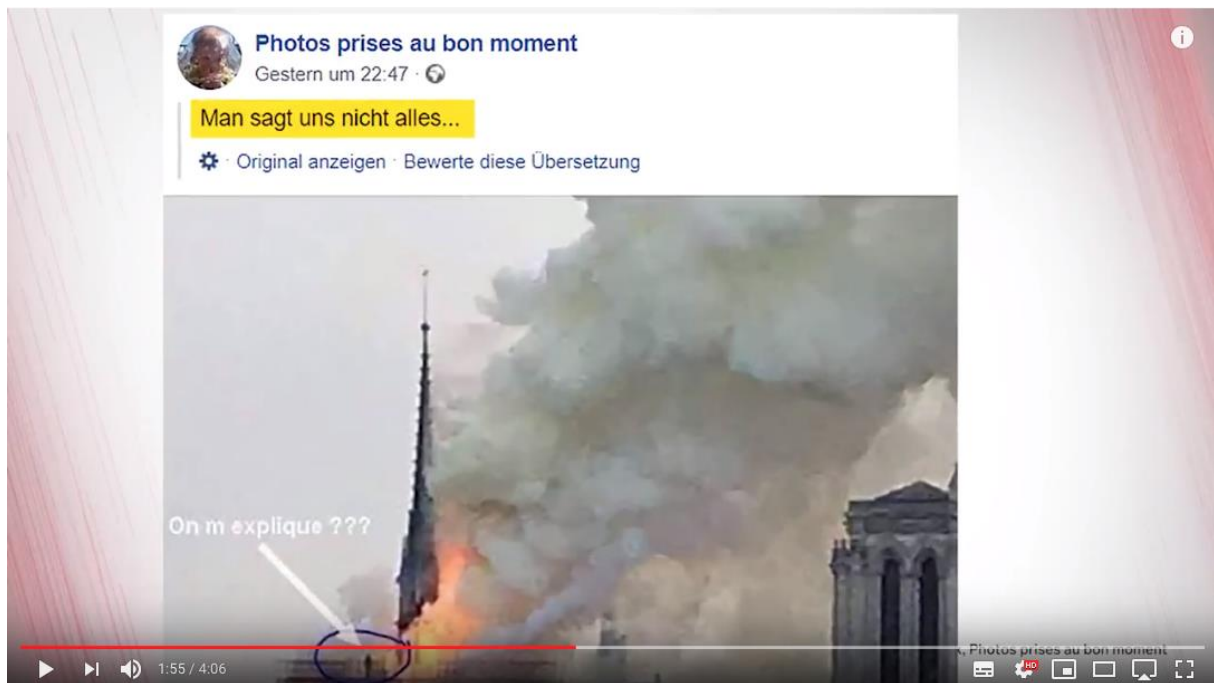 Photos prises au bon moment
Gestern um 22:47 ·
Man sagt uns nicht alles...
· Original anzeigen · Bewerte diese Übersetzung
On m explique ???
, Photos prises au bon moment
1:55 / 4:06
HD